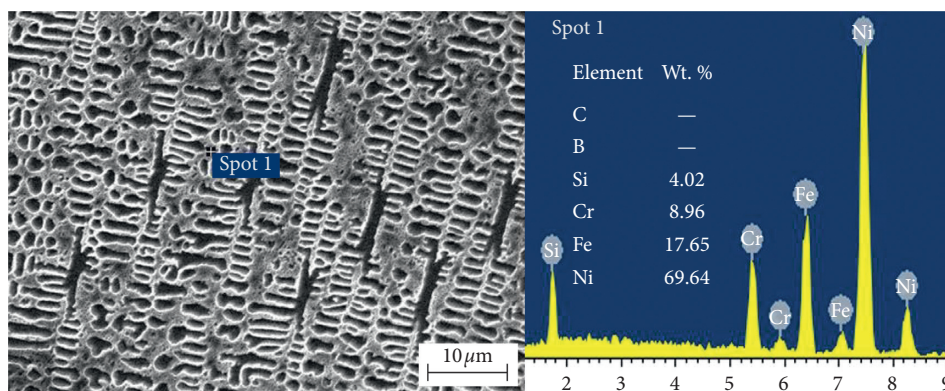 Spot 1
10 μm
Spot 1
Element Wt. %
C —
B —
Si 4.02
Cr 8.96
Fe 17.65
Ni 69.64
Si
Cr
Cr
Fe
Fe
Ni
Ni
2 3 4 5 6 7 8 9